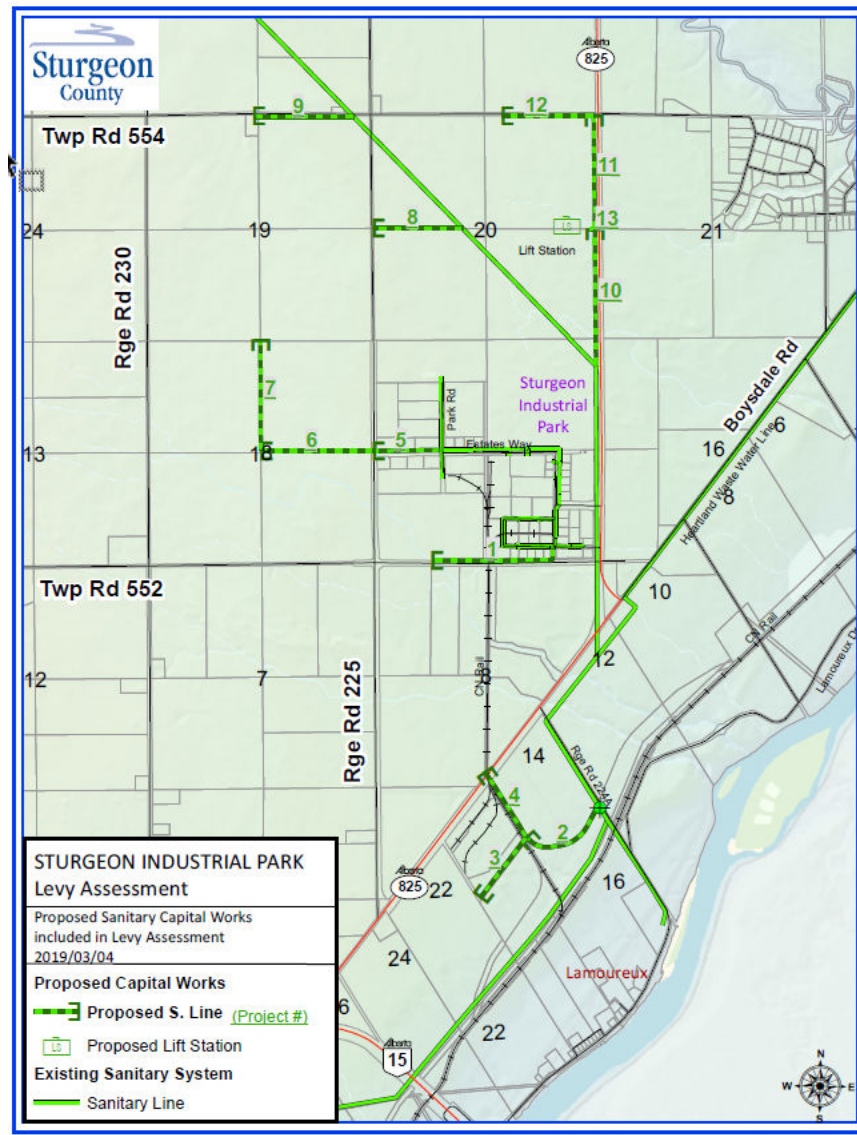 Sturgeon
County
Alberta
825
9
12
Twp Rd 554
11
8
13
24
19
20
21
LS
Lift Station
Rge Rd 230
10
Boysdale Rd
7
Sturgeon
Industrial
Park
Park Rd
6
16
Estates Way
6
5
13
18
Heartland Waste Water Line
8
1
Twp Rd 552
10
CN Rail
12
Lamoureux Dr
12
7
8
CN Rail
Rge Rd 225
14
Rge Rd 224A
4
2
3
Alberta
825
22
16
24
Lamoureux
6
22
Alberta
15
STURGEON INDUSTRIAL PARK
Levy Assessment
Proposed Sanitary Capital Works
included in Levy Assessment
2019/03/04
Proposed Capital Works
Proposed S. Line (Project #)
LS Proposed Lift Station
Existing Sanitary System
Sanitary Line
N
W E
S